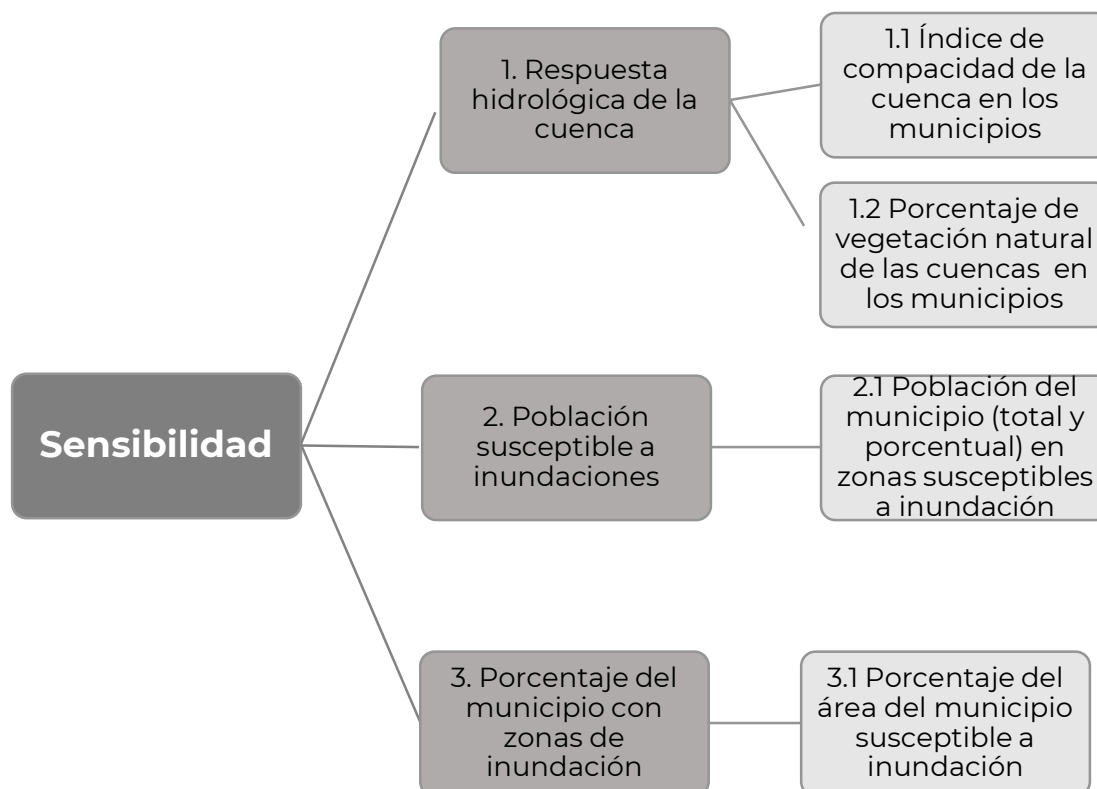 Sensibilidad
1. Respuesta
hidrológica de la
cuenca
1.1 Índice de
compacidad de la
cuenca en los
municipios
1.2 Porcentaje de
vegetación natural
de las cuencas en
los municipios
2. Población
susceptible a
inundaciones
2.1 Población del
municipio (total y
porcentual) en
zonas susceptibles
a inundación
3. Porcentaje del
municipio con
zonas de
inundación
3.1 Porcentaje del
área del municipio
susceptible a
inundación